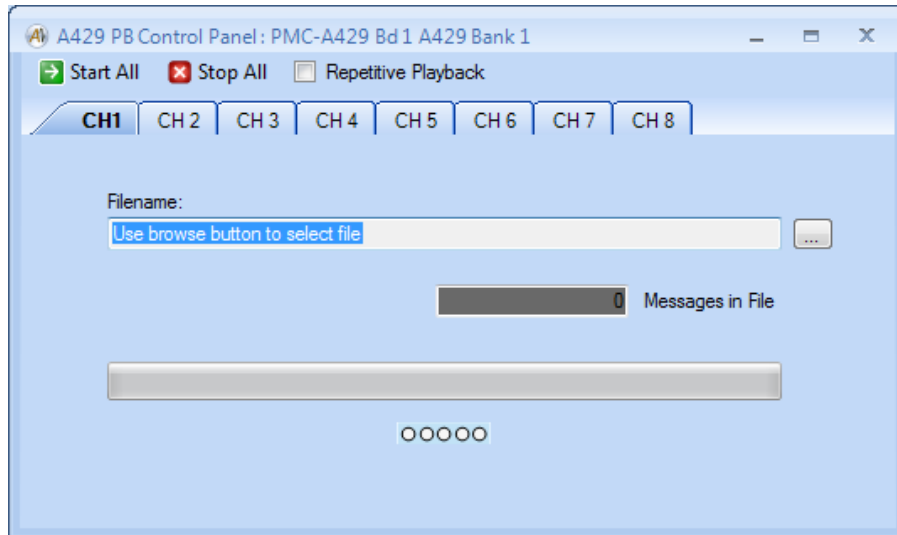 A429 PB Control Panel : PMC-A429 Bd 1 A429 Bank 1
Start All Stop All Repetitive Playback
CH1 CH 2 CH 3 CH 4 CH 5 CH 6 CH 7 CH 8
Filename:
Use browse button to select file ...
0 Messages in File